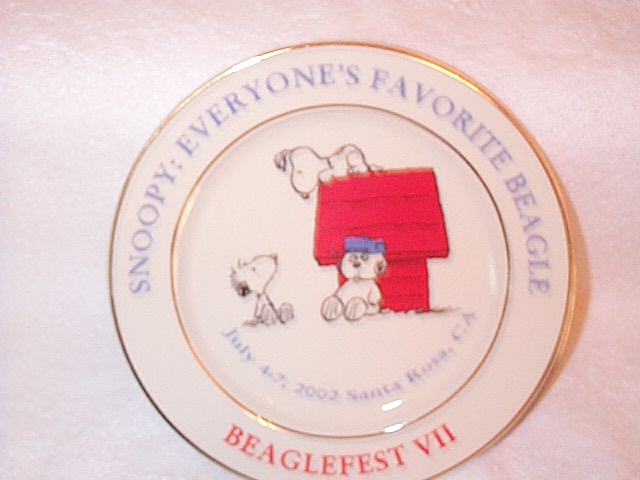 SNOOPY: EVERYONE'S FAVORITE BEAGLE
July 4-7, 2002 Santa Rosa, CA
BEAGLEFEST VII